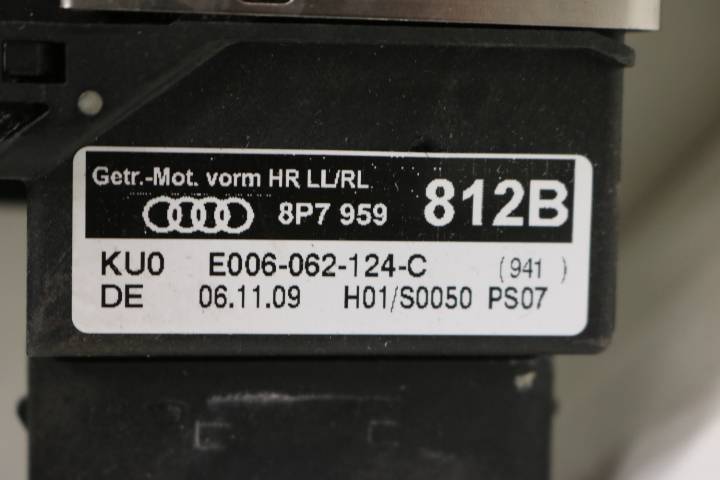 Getr.-Mot. vorm HR LL/RL
8P7 959 812B
KU0 E006-062-124-C (941 )
DE 06.11.09 H01/S0050 PS07